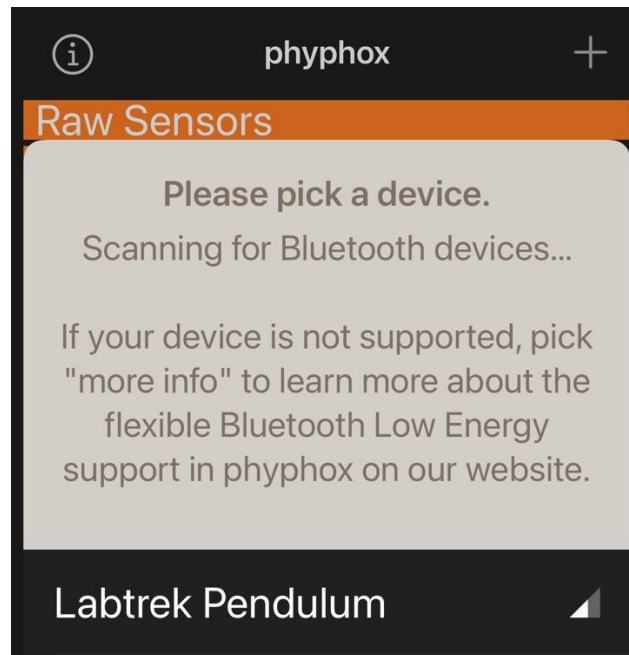 phyphox
Raw Sensors
Please pick a device.
Scanning for Bluetooth devices...
If your device is not supported, pick
"more info" to learn more about the
flexible Bluetooth Low Energy
support in phyphox on our website.
Labtrek Pendulum